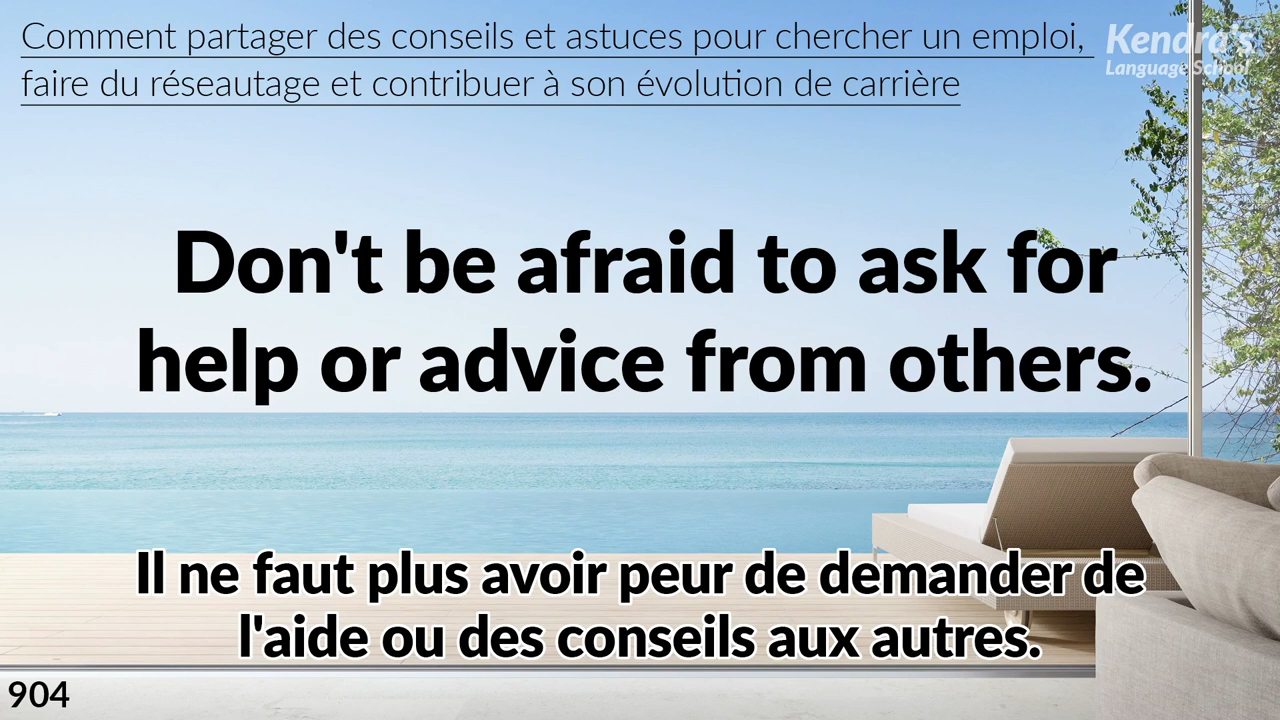 Comment partager des conseils et astuces pour chercher un emploi,
faire du réseautage et contribuer à son évolution de carrière
Kendra's
Language School
Don't be afraid to ask for
help or advice from others.
Il ne faut plus avoir peur de demander de
l'aide ou des conseils aux autres.
904